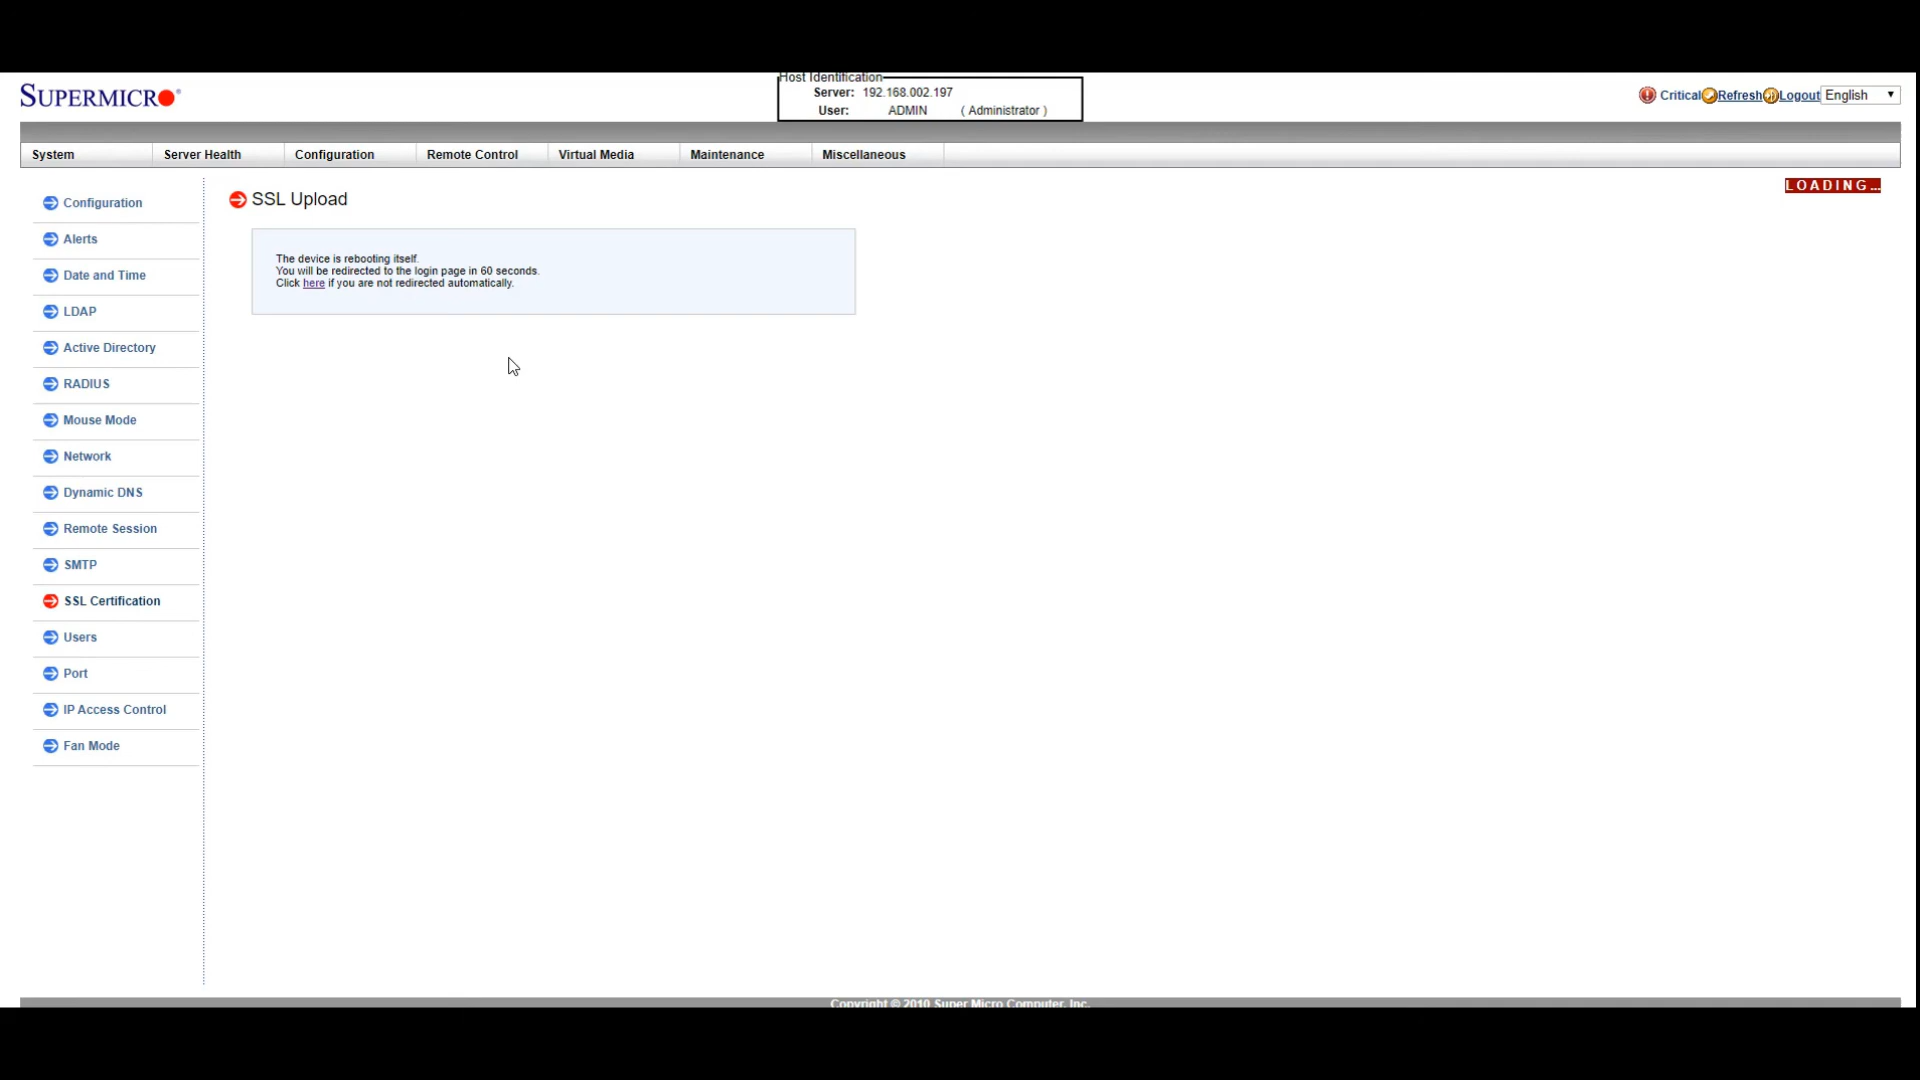 SUPERMICRO
Host Identification
Server: 192.168.002.197
User: ADMIN ( Administrator )
Critical Refresh Logout English
System Server Health Configuration Remote Control Virtual Media Maintenance Miscellaneous
LOADING...
Configuration
Alerts
Date and Time
LDAP
Active Directory
RADIUS
Mouse Mode
Network
Dynamic DNS
Remote Session
SMTP
SSL Certification
Users
Port
IP Access Control
Fan Mode
SSL Upload
The device is rebooting itself.
You will be redirected to the login page in 60 seconds.
Click here if you are not redirected automatically.
Copyright © 2010 Super Micro Computer, Inc.